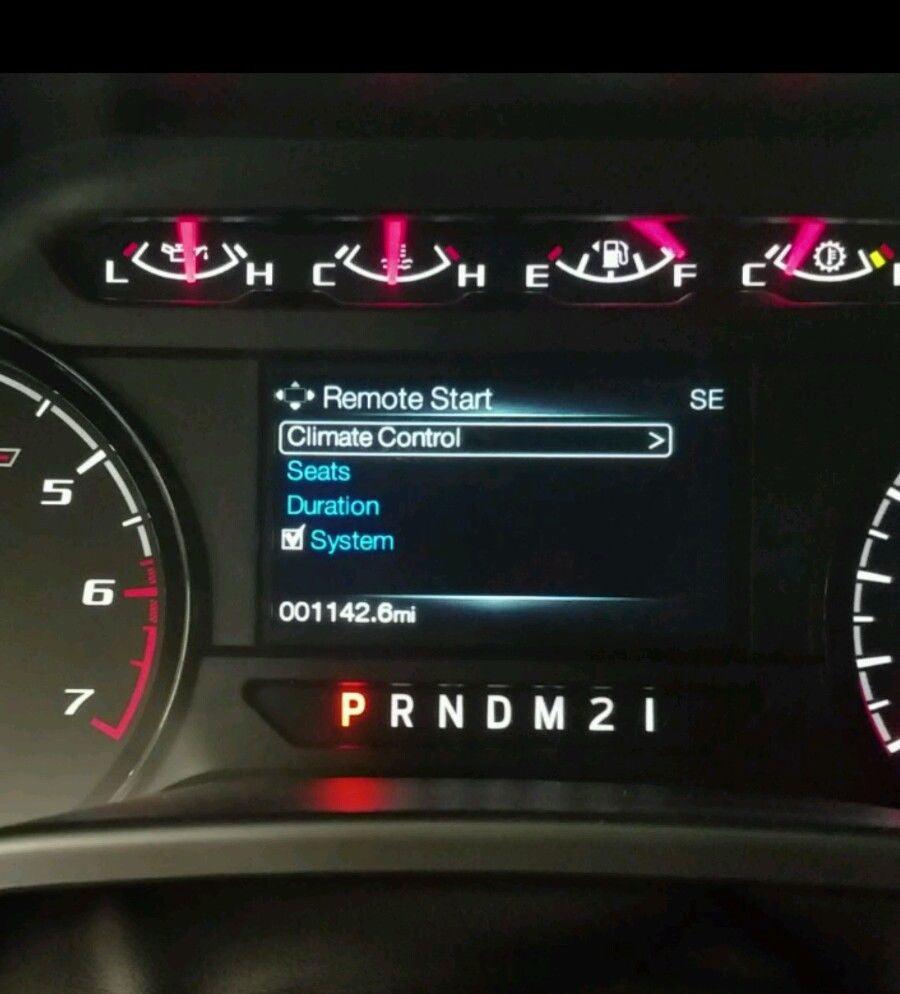 L H C H E F C
Remote Start SE
Climate Control >
Seats
Duration
System
001142.6mi
5
6
7
P R N D M 2 1